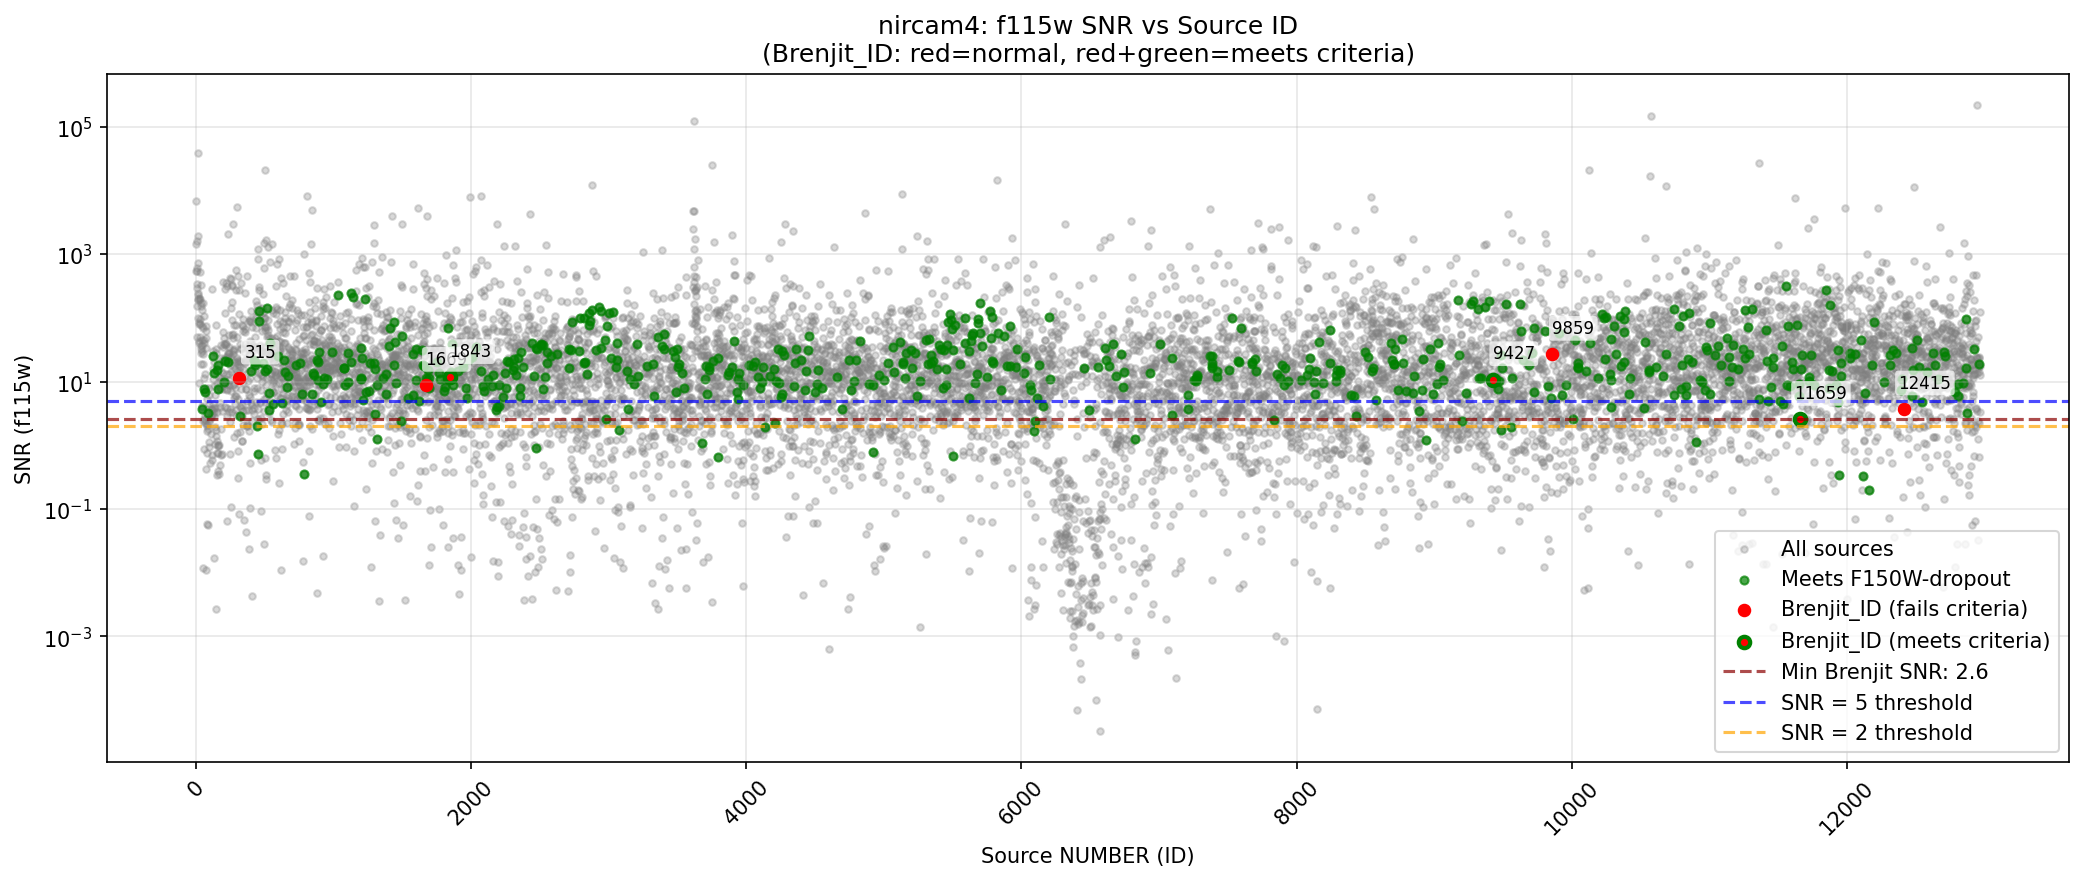 nircam4: f115w SNR vs Source ID
(Brenjit_ID: red=normal, red+green=meets criteria)
SNR (f115w)
10^5
10^3
10^1
10^-1
10^-3
315
1843
9859
9427
11659
12415
All sources
Meets F150W-dropout
Brenjit_ID (fails criteria)
Brenjit_ID (meets criteria)
Min Brenjit SNR: 2.6
SNR = 5 threshold
SNR = 2 threshold
0
2000
4000
6000
8000
10000
12000
Source NUMBER (ID)